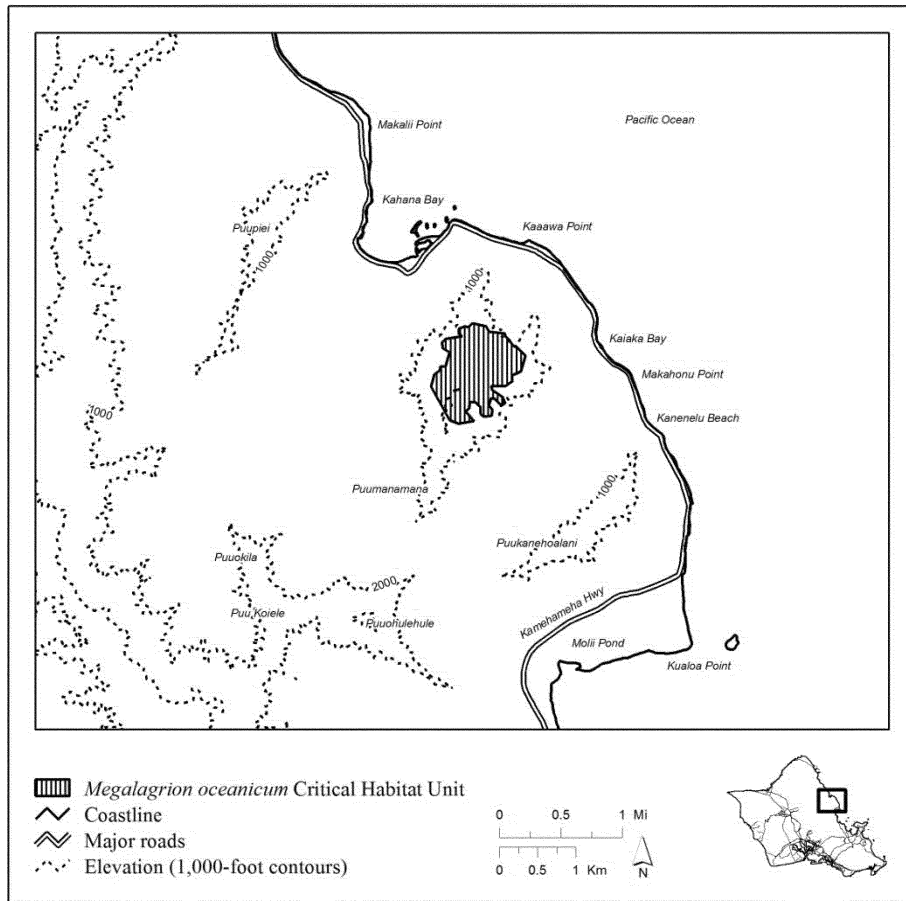 Makalii Point
Pacific Ocean
Kahana Bay
Puupiei
Kaaawa Point
1000
1000
Kaiaka Bay
Makahonu Point
1000
Kanenelu Beach
Puumanamana
1000
Puukanehoalani
Puuokila
2000
Puu Koiele
Puuohulehule
Kamehameha Hwy
Molii Pond
Kualoa Point
Megalagrion oceanicum Critical Habitat Unit
Coastline
Major roads
Elevation (1,000-foot contours)
0 0.5 1 Mi
0 0.5 1 Km
N